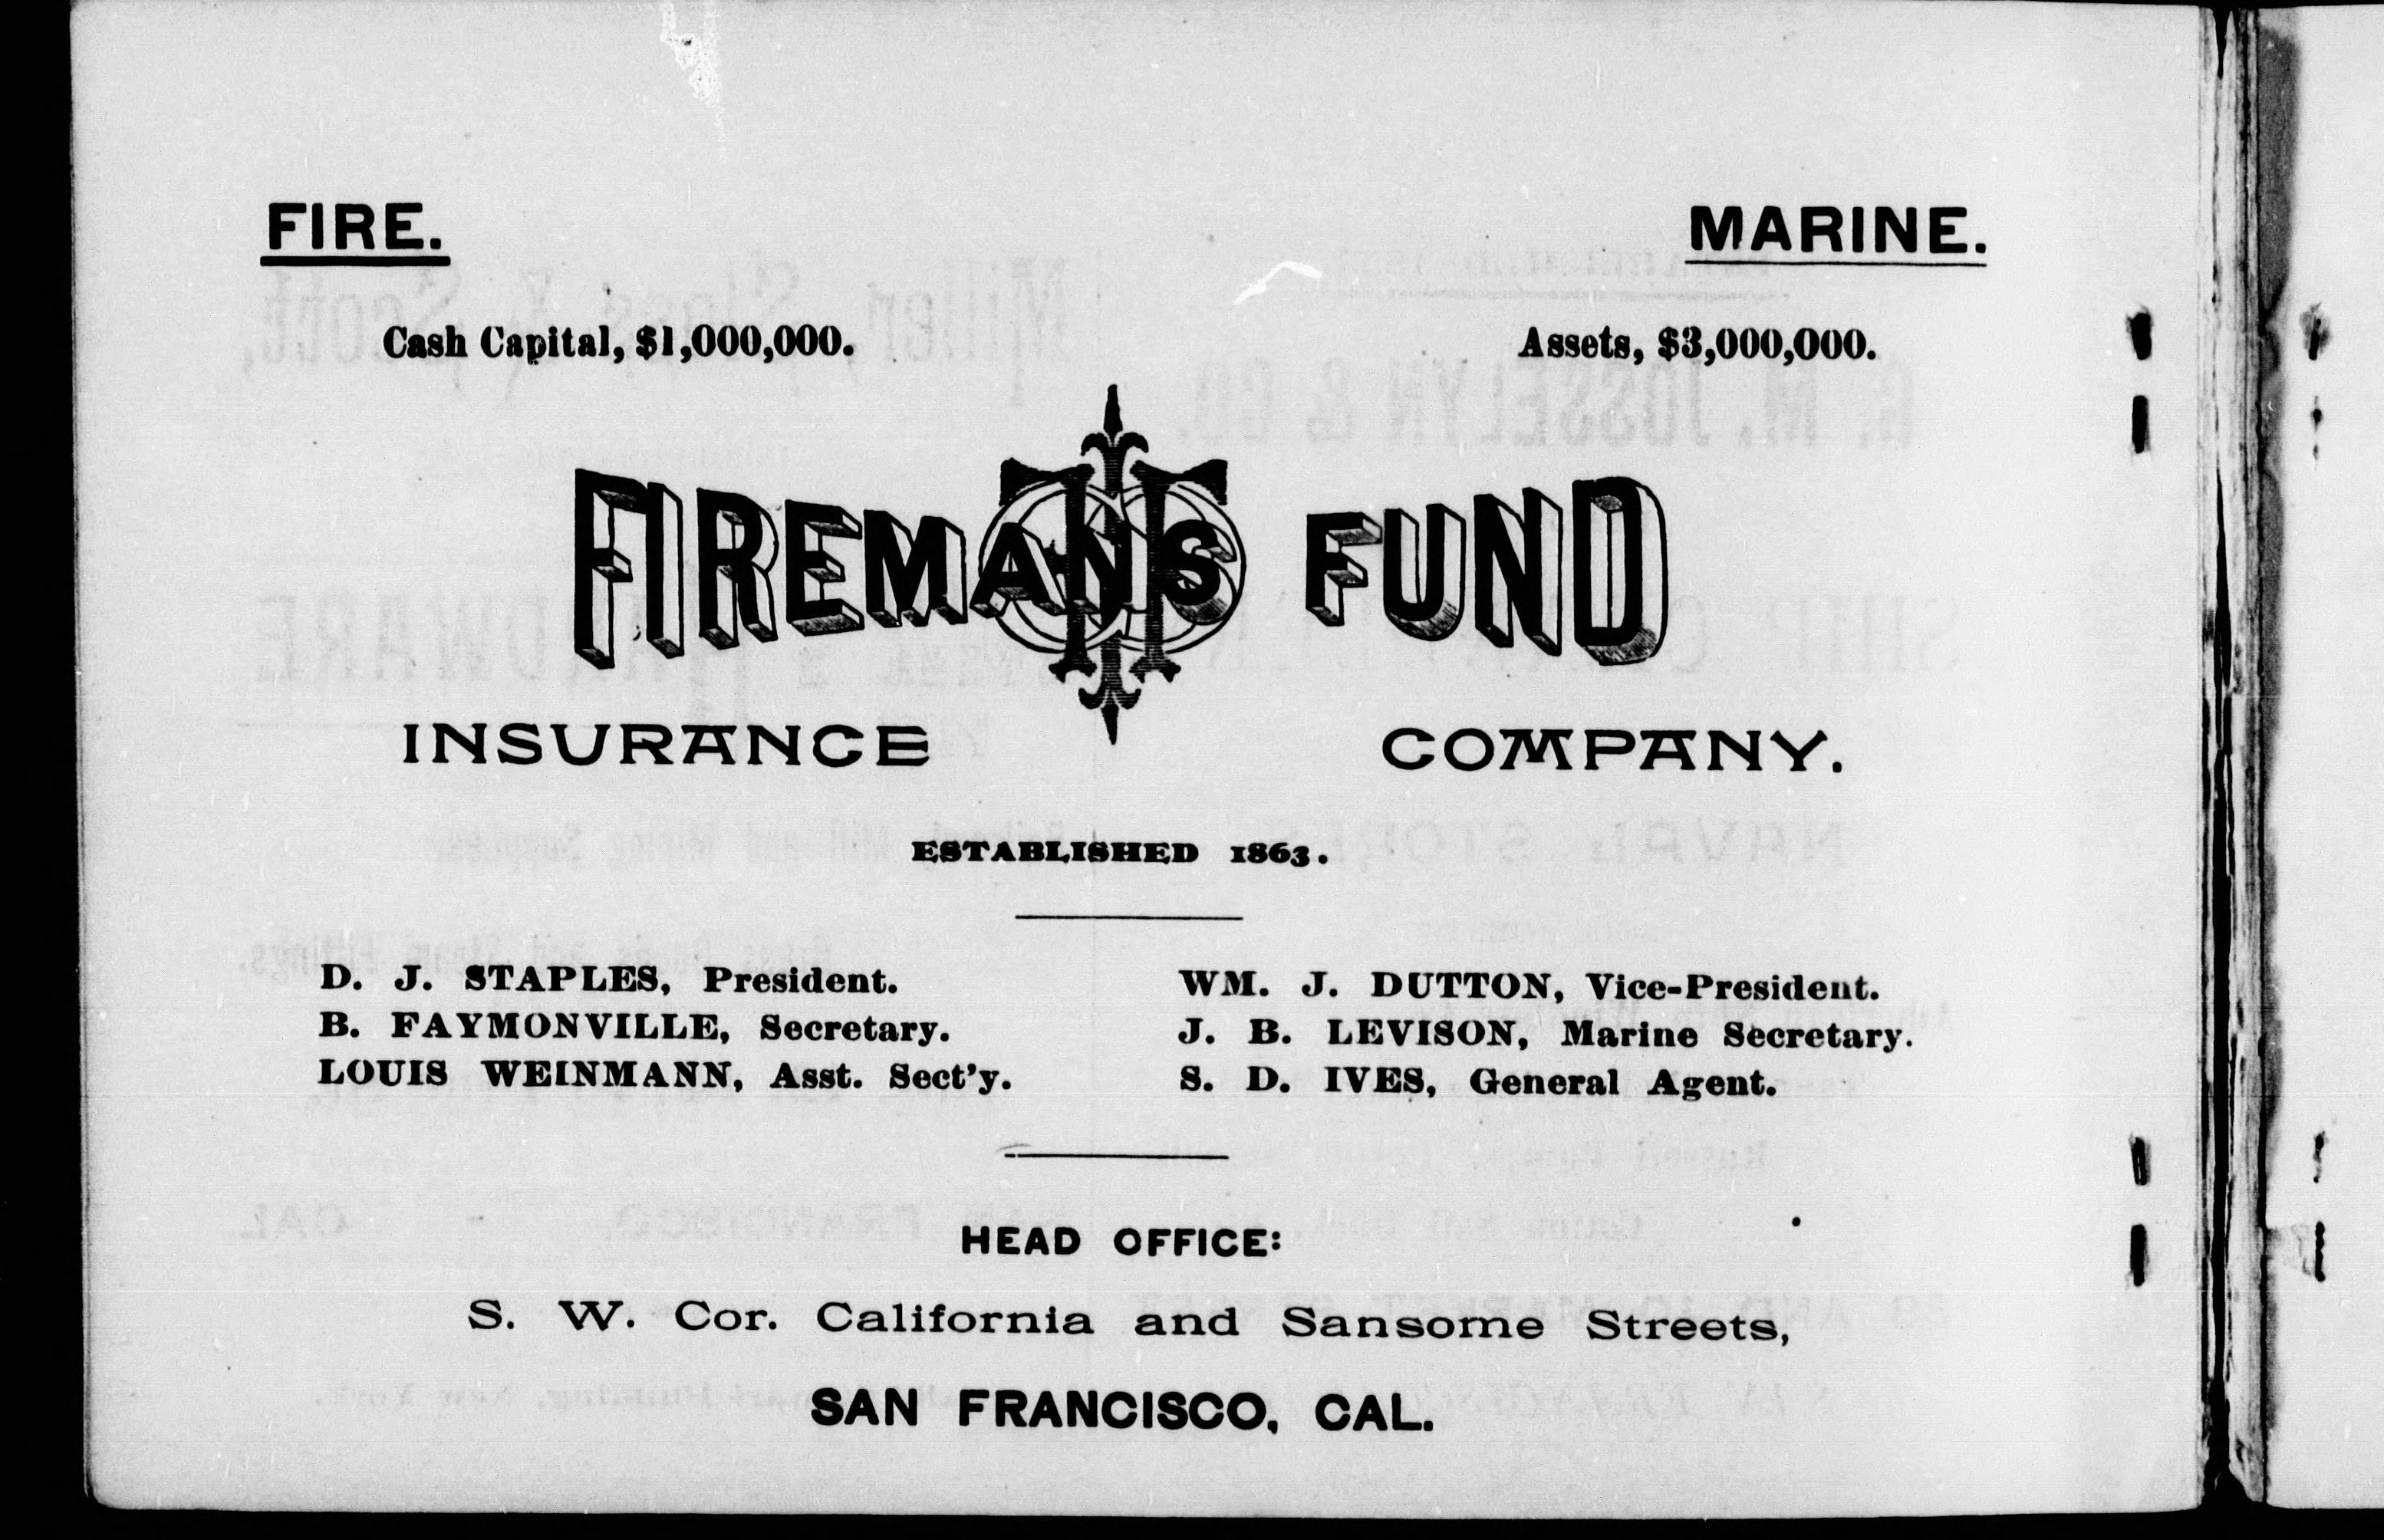 FIRE. MARINE.
Cash Capital, $1,000,000. Assets, $3,000,000.
FIREMANS FUND
INSURANCE COMPANY.
ESTABLISHED 1863.
D. J. STAPLES, President. WM. J. DUTTON, Vice-President.
B. FAYMONVILLE, Secretary. J. B. LEVISON, Marine Secretary.
LOUIS WEINMANN, Asst. Sect'y. S. D. IVES, General Agent.
HEAD OFFICE:
S. W. Cor. California and Sansome Streets,
SAN FRANCISCO, CAL.